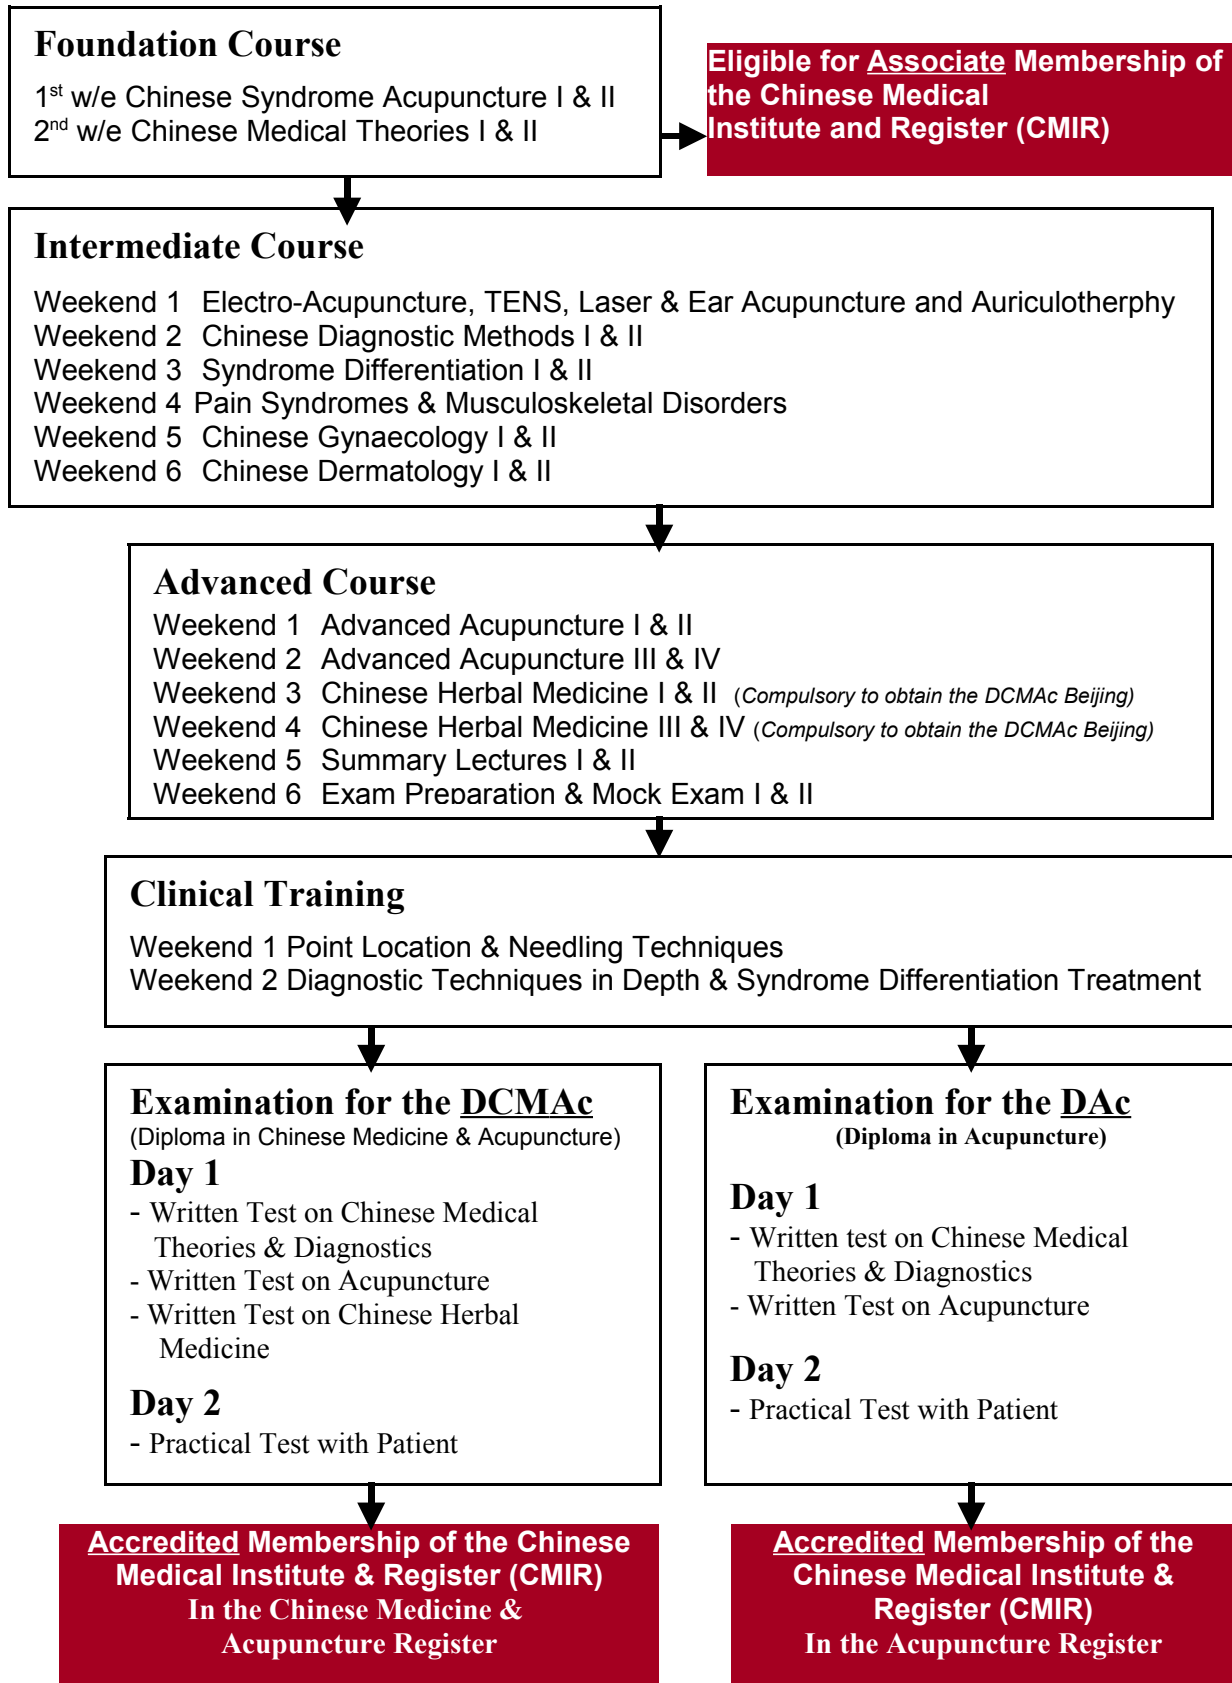 Foundation Course
1st w/e Chinese Syndrome Acupuncture I & II
2nd w/e Chinese Medical Theories I & II
Eligible for Associate Membership of
the Chinese Medical
Institute and Register (CMIR)
Intermediate Course
Weekend 1 Electro-Acupuncture, TENS, Laser & Ear Acupuncture and Auriculotherphy
Weekend 2 Chinese Diagnostic Methods I & II
Weekend 3 Syndrome Differentiation I & II
Weekend 4 Pain Syndromes & Musculoskeletal Disorders
Weekend 5 Chinese Gynaecology I & II
Weekend 6 Chinese Dermatology I & II
Advanced Course
Weekend 1 Advanced Acupuncture I & II
Weekend 2 Advanced Acupuncture III & IV
Weekend 3 Chinese Herbal Medicine I & II (Compulsory to obtain the DCMAc Beijing)
Weekend 4 Chinese Herbal Medicine III & IV (Compulsory to obtain the DCMAc Beijing)
Weekend 5 Summary Lectures I & II
Weekend 6 Exam Preparation & Mock Exam I & II
Clinical Training
Weekend 1 Point Location & Needling Techniques
Weekend 2 Diagnostic Techniques in Depth & Syndrome Differentiation Treatment
Examination for the DCMAc
(Diploma in Chinese Medicine & Acupuncture)
Day 1
- Written Test on Chinese Medical
Theories & Diagnostics
- Written Test on Acupuncture
- Written Test on Chinese Herbal
Medicine
Day 2
- Practical Test with Patient
Examination for the DAc
(Diploma in Acupuncture)
Day 1
- Written test on Chinese Medical
Theories & Diagnostics
- Written Test on Acupuncture
Day 2
- Practical Test with Patient
Accredited Membership of the Chinese
Medical Institute & Register (CMIR)
In the Chinese Medicine &
Acupuncture Register
Accredited Membership of the
Chinese Medical Institute &
Register (CMIR)
In the Acupuncture Register